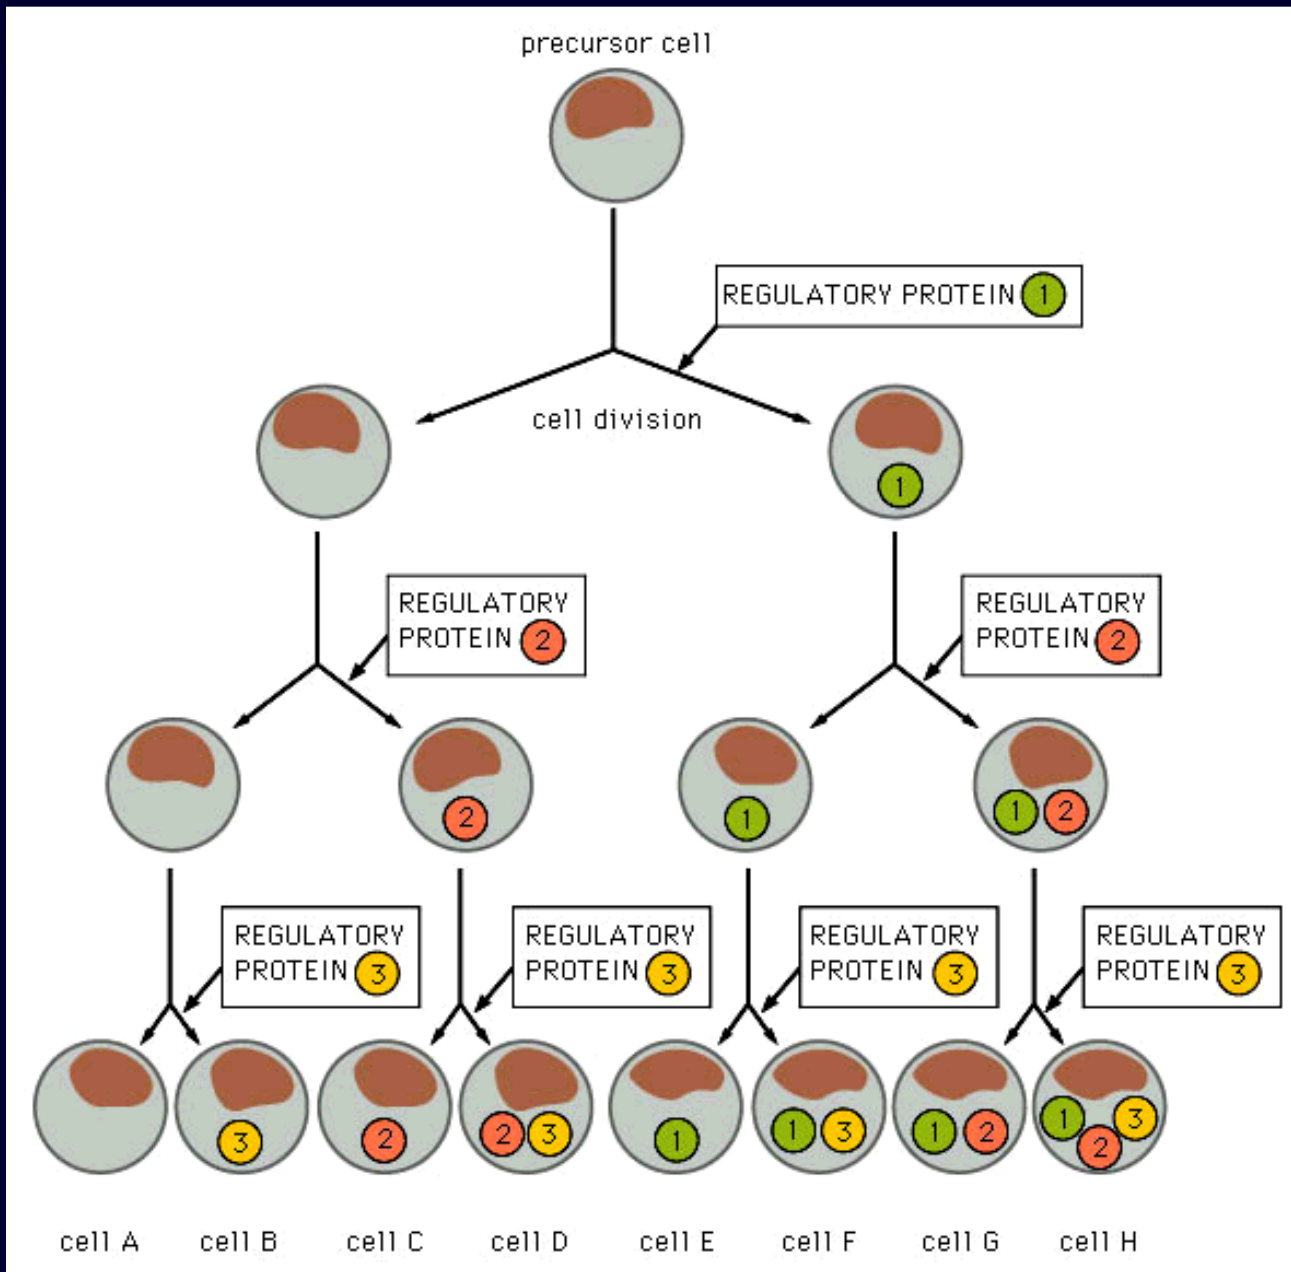 precursor cell
REGULATORY PROTEIN 1
cell division
1
REGULATORY
PROTEIN 2
REGULATORY
PROTEIN 2
2
1
1 2
REGULATORY
PROTEIN 3
REGULATORY
PROTEIN 3
REGULATORY
PROTEIN 3
REGULATORY
PROTEIN 3
3
2
2 3
1
1 3
1 2
1 2 3
cell A cell B cell C cell D cell E cell F cell G cell H